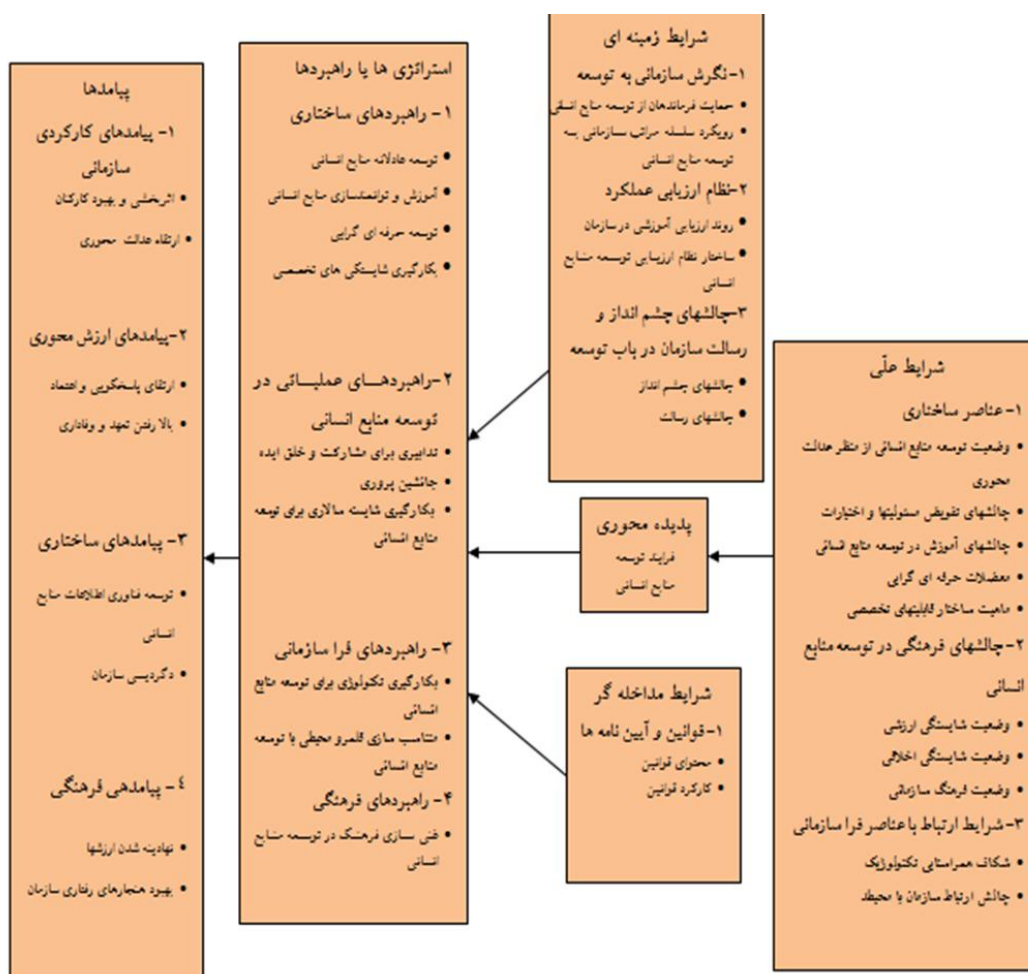 شرایط علّی
۱-عناصر ساختاری
• وضعیت توسعه منابع انسانی از منظر عدالت
محوری
• چالشهای تفویض مسئولیتها و اختیارات
• چالشهای آموزش در توسعه منابع انسانی
• معضلات حرفه ای گرایی
• ماهیت ساختار قابلیتهای تخصصی
۲-چالشهای فرهنگی در توسعه منابع
انسانی
• وضعیت شایستگی ارزشی
• وضعیت شایستگی اخلاقی
• وضعیت فرهنگ سازمانی
۳-شرایط ارتباط با عناصر فرا سازمانی
• شکاف همراستایی تکنولوژیک
• چالش ارتباط سازمان با محیط
شرایط زمینه ای
۱-نگرش سازمانی به توسعه
• حمایت فرماندهان از توسعه منابع انسانی
• رویکرد سلسله مراتب سازمانی به
توسعه منابع انسانی
۲-نظام ارزیابی عملکرد
• روند ارزیابی آموزشی در سازمان
• ساختار نظام ارزیابی توسعه منابع
انسانی
۳-چالشهای چشم انداز و
رسالت سازمان در باب توسعه
• چالشهای چشم انداز
• چالشهای رسالت
پدیده محوری
فرایند توسعه
منابع انسانی
شرایط مداخله گر
۱-قوانین و آیین نامه ها
• محتوای قوانین
• کارکرد قوانین
استراتژی ها یا راهبردها
۱- راهبردهای ساختاری
• توسعه عادلانه منابع انسانی
• آموزش و توانمندسازی منابع انسانی
• توسعه حرفه ای گرایی
• بکارگیری شایستگی های تخصصی
۲-راهبردهای عملیاتی در
توسعه منابع انسانی
• تدابیری برای مشارکت و خلق ایده
• جانشین پروری
• بکارگیری شایسته سالاری برای توسعه
منابع انسانی
۳- راهبردهای فرا سازمانی
• بکارگیری تکنولوژی برای توسعه منابع
انسانی
• متناسب سازی قلمرو محیطی با توسعه
منابع انسانی
۴- راهبردهای فرهنگی
• غنی سازی فرهنگ در توسعه منابع
انسانی
پیامدها
۱- پیامدهای کارکردی
سازمانی
• اثربخشی و بهبود کارکنان
• ارتقاء عدالت محوری
۲-پیامدهای ارزش محوری
• ارتقای پاسخگویی و اعتماد
• بالا رفتن تعهد و وفاداری
۳- پیامدهای ساختاری
• توسعه فناوری اطلاعات منابع
انسانی
• دگردیسی سازمان
٤- پیامدهی فرهنگی
• نهادینه شدن ارزشها
• بهبود هنجارهای رفتاری سازمان